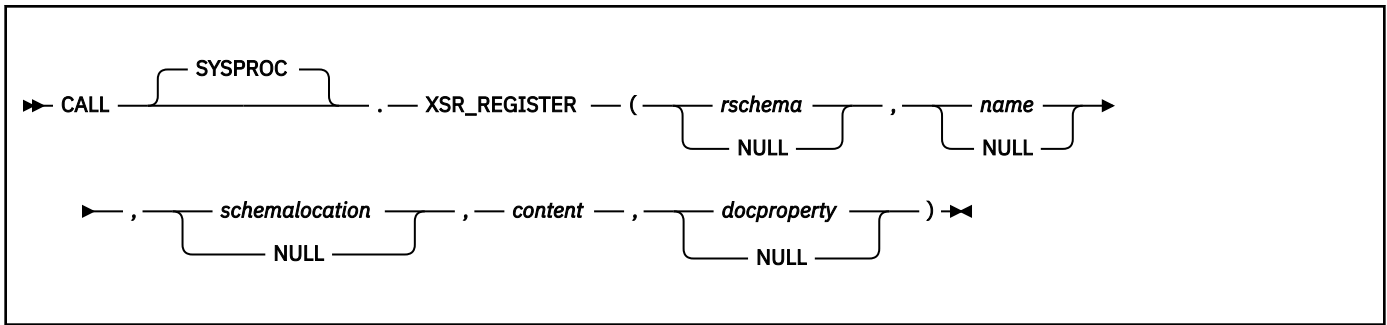 SYSPROC
CALL . XSR_REGISTER ( rschema , name
NULL NULL
, schemalocation , content , docproperty )
NULL NULL